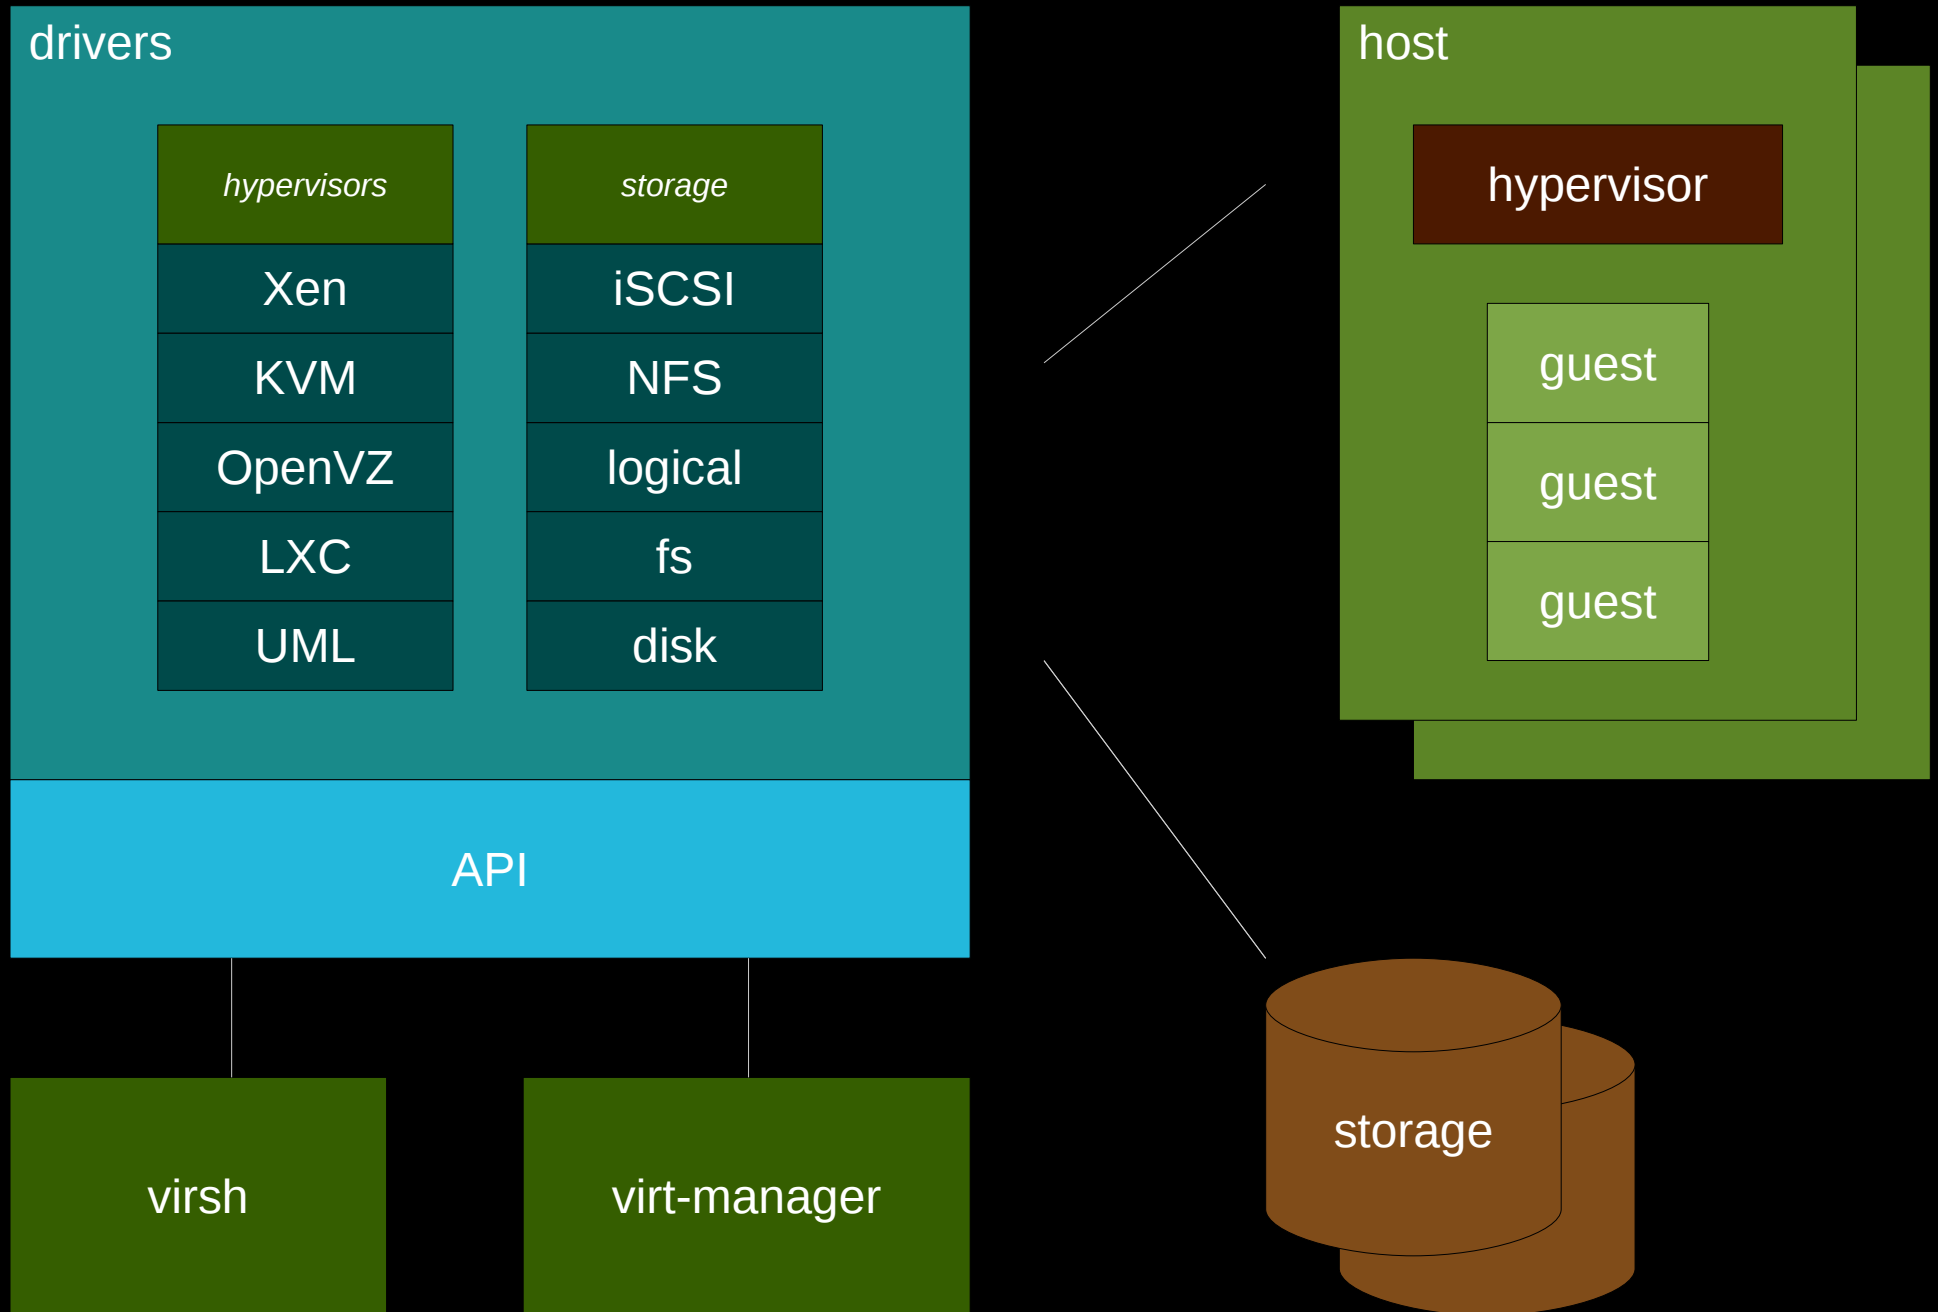 drivers
hypervisors
Xen
KVM
OpenVZ
LXC
UML
storage
iSCSI
NFS
logical
fs
disk
API
virsh
virt-manager
host
hypervisor
guest
guest
guest
storage